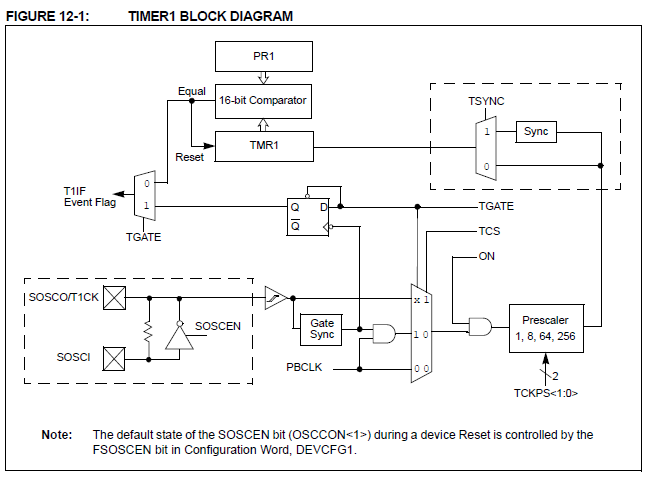 FIGURE 12-1: TIMER1 BLOCK DIAGRAM
PR1
Equal
16-bit Comparator
TSYNC
1
Sync
TMR1
Reset
0
0
T1IF
Event Flag
1
Q
D
TGATE
Q
TGATE
TCS
ON
SOSCO/T1CK
x 1
SOSCEN
Gate
Sync
1 0
Prescaler
1, 8, 64, 256
SOSCI
PBCLK
0 0
2
TCKPS<1:0>
Note: The default state of the SOSCEN bit (OSCCON<1>) during a device Reset is controlled by the
FSOSCEN bit in Configuration Word, DEVCFG1.